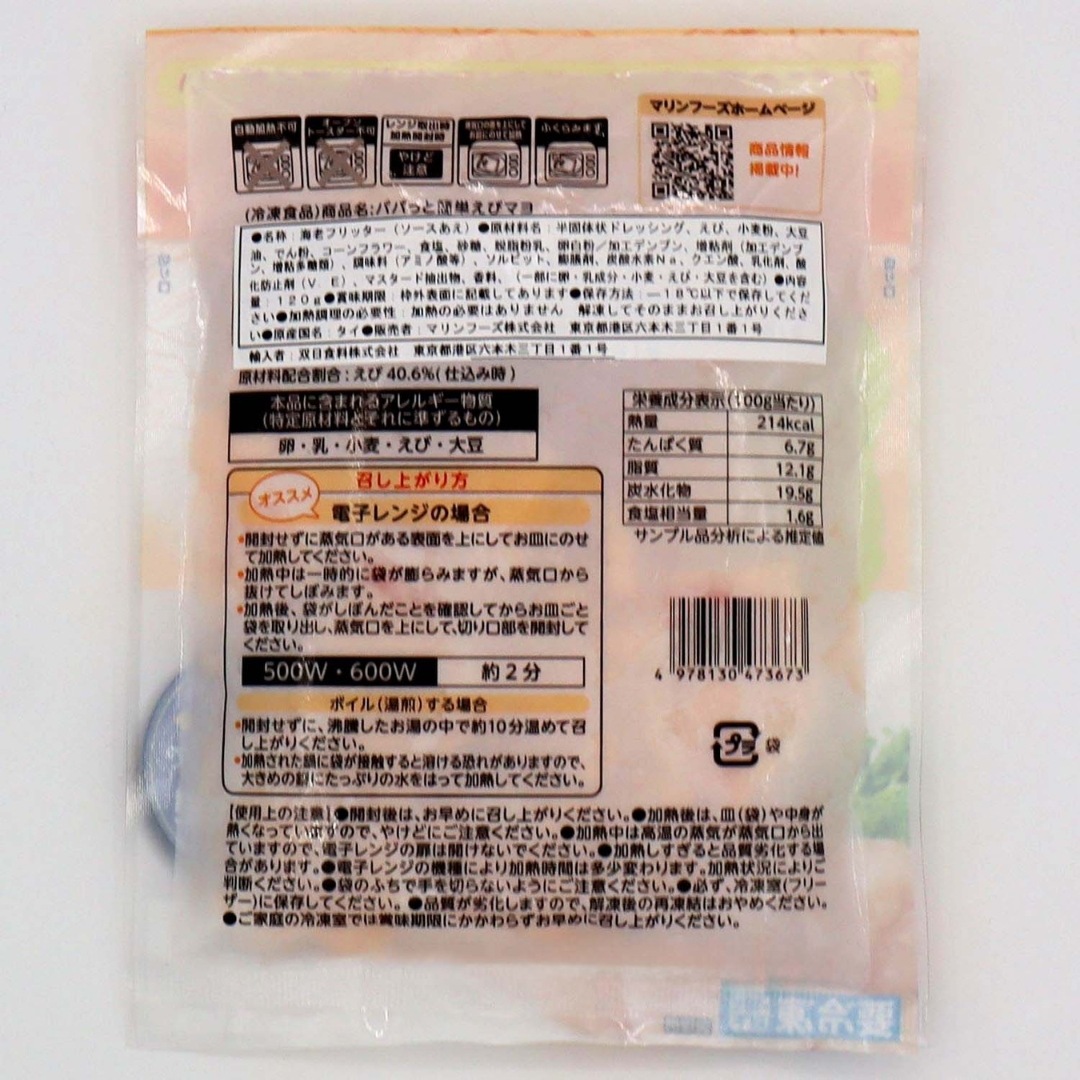 マリンフーズホームページ
商品情報
掲載中!
自動加熱不可
オーブン
トースター不可
レンジ取出時
加熱開封時
やけど
注意
蒸気口の面を上にして
お皿にのせて加熱
ふくらみます。
(冷凍食品)商品名:パパっと簡単えびマヨ
●名称:海老フリッター(ソースあえ)●原材料名:半固体状ドレッシング、えび、小麦粉、大豆
油、でん粉、コーンフラワー、食塩、砂糖、脱脂粉乳、卵白粉/加工デンプン、増粘剤(加工デンプ
ン、増粘多糖類)、調味料(アミノ酸等)、ソルビット、膨脹剤、炭酸水素Na、クエン酸、乳化剤、酸
化防止剤(V.E)、マスタード抽出物、香料、(一部に卵・乳成分・小麦・えび・大豆を含む)●内容
量:120g●賞味期限:枠外表面に記載してあります●保存方法:-18℃以下で保存してくだ
さい●加熱調理の必要性:加熱の必要はありません 解凍してそのままお召し上がりくださ
い●原産国名:タイ●販売者:マリンフーズ株式会社 東京都港区六本木三丁目1番1号
輸入者:双日食料株式会社 東京都港区六本木三丁目1番1号
原材料配合割合:えび40.6%(仕込み時)
本品に含まれるアレルギー物質
(特定原材料とそれに準ずるもの)
卵・乳・小麦・えび・大豆
栄養成分表示(100g当たり)
熱量 214kcal
たんぱく質 6.7g
脂質 12.1g
炭水化物 19.5g
食塩相当量 1.6g
サンプル品分析による推定値
召し上がり方
オススメ
電子レンジの場合
•開封せずに蒸気口がある表面を上にしてお皿にのせ
て加熱してください。
•加熱中は一時的に袋が膨らみますが、蒸気口から
抜けてしぼみます。
•加熱後、袋がしぼんだことを確認してからお皿ごと
袋を取り出し、蒸気口を上にして、切り口部を開封して
ください。
500W・600W 約2分
ボイル(湯煎)する場合
•開封せずに、沸騰したお湯の中で約10分温めて召
し上がりください。
•加熱された鍋に袋が接触すると溶ける恐れがありますので、
大きめの鍋にたっぷりの水をはって加熱してください。
4 978130 473673
プラ 袋
【使用上の注意】●開封後は、お早めに召し上がりください。●加熱後は、皿(袋)や中身が
熱くなっていますので、やけどにご注意ください。●加熱中は高温の蒸気が蒸気口から出
ていますので、電子レンジの扉は開けないでください。●加熱しすぎると品質劣化する場
合があります。●電子レンジの機種により加熱時間は多少変わります。加熱状況によりご
判断ください。●袋のふちで手を切らないようにご注意ください。●必ず、冷凍室(フリー
ザー)に保存してください。●品質が劣化しますので、解凍後の再凍結はおやめください。
●ご家庭の冷凍室では賞味期限にかかわらずお早めに召し上がりください。